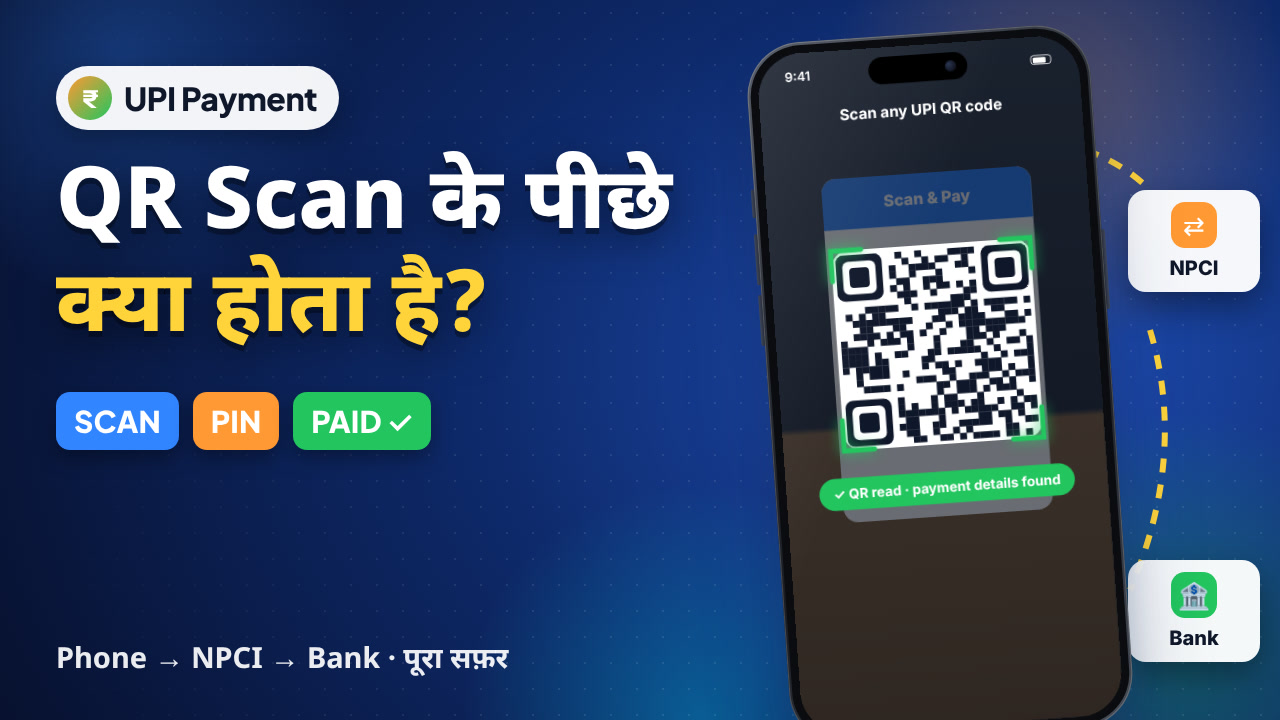 ₹ UPI Payment
QR Scan के पीछे
क्या होता है?
SCAN PIN PAID ✓
Phone → NPCI → Bank · पूरा सफ़र
9:41
Scan any UPI QR code
Scan & Pay
✓ QR read · payment details found
⇄
NPCI
$
Bank